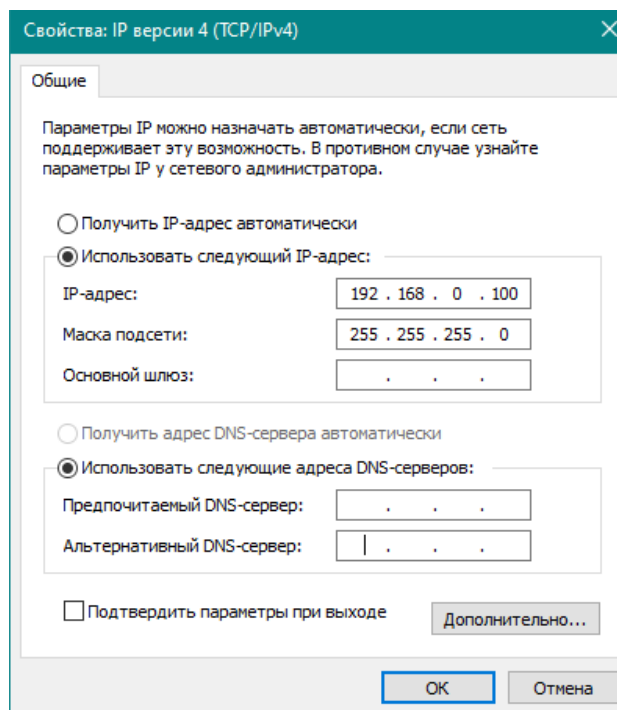 Свойства: IP версии 4 (TCP/IPv4)
Общие
Параметры IP можно назначать автоматически, если сеть
поддерживает эту возможность. В противном случае узнайте
параметры IP у сетевого администратора.
Получить IP-адрес автоматически
Использовать следующий IP-адрес:
IP-адрес: 192 . 168 . 0 . 100
Маска подсети: 255 . 255 . 255 . 0
Основной шлюз: . . .
Получить адрес DNS-сервера автоматически
Использовать следующие адреса DNS-серверов:
Предпочитаемый DNS-сервер: . . .
Альтернативный DNS-сервер: . . .
Подтвердить параметры при выходе
Дополнительно...
ОК Отмена